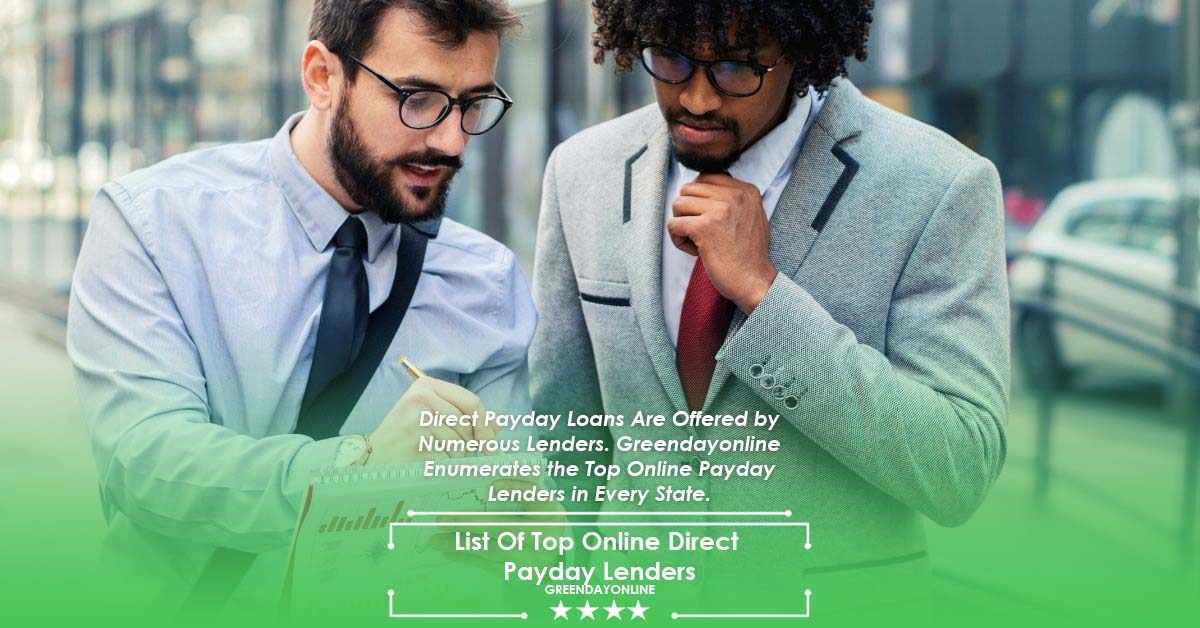 Direct Payday Loans Are Offered by
Numerous Lenders. Greendayonline
Enumerates the Top Online Payday
Lenders in Every State.
List Of Top Online Direct
Payday Lenders
GREENDAYONLINE